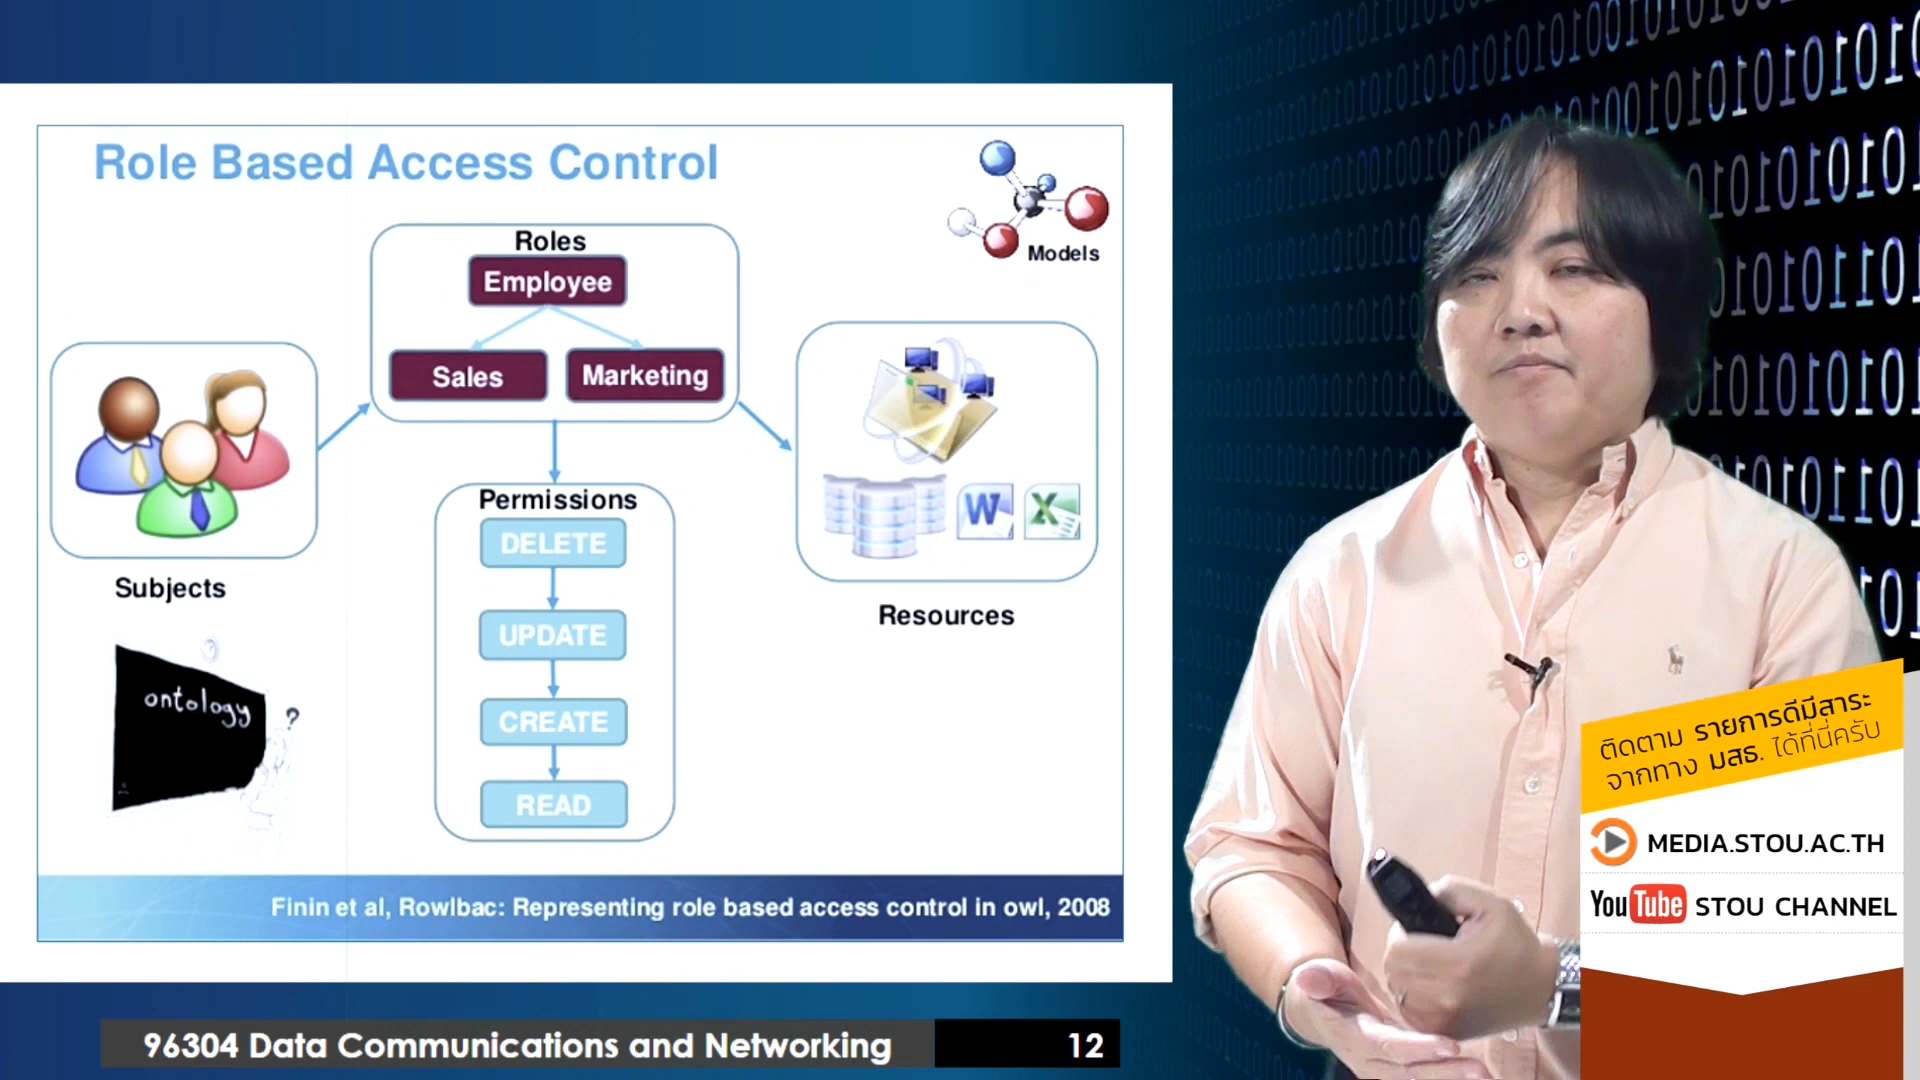 Role Based Access Control
Models
Roles
Employee
Sales
Marketing
Subjects
Permissions
DELETE
UPDATE
CREATE
READ
W
X
Resources
ontology
?
Finin et al, Rowlbac: Representing role based access control in owl, 2008
96304 Data Communications and Networking
12
ติดตาม รายการดีมีสาระ
จากทาง มสธ. ได้ที่นี่ครับ
MEDIA.STOU.AC.TH
YouTube STOU CHANNEL